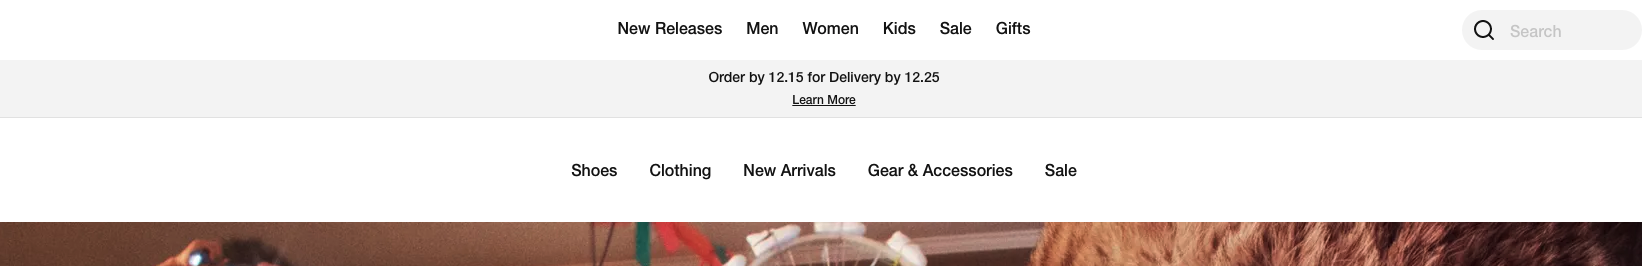 New Releases Men Women Kids Sale Gifts
Search
Order by 12.15 for Delivery by 12.25
Learn More
Shoes Clothing New Arrivals Gear & Accessories Sale